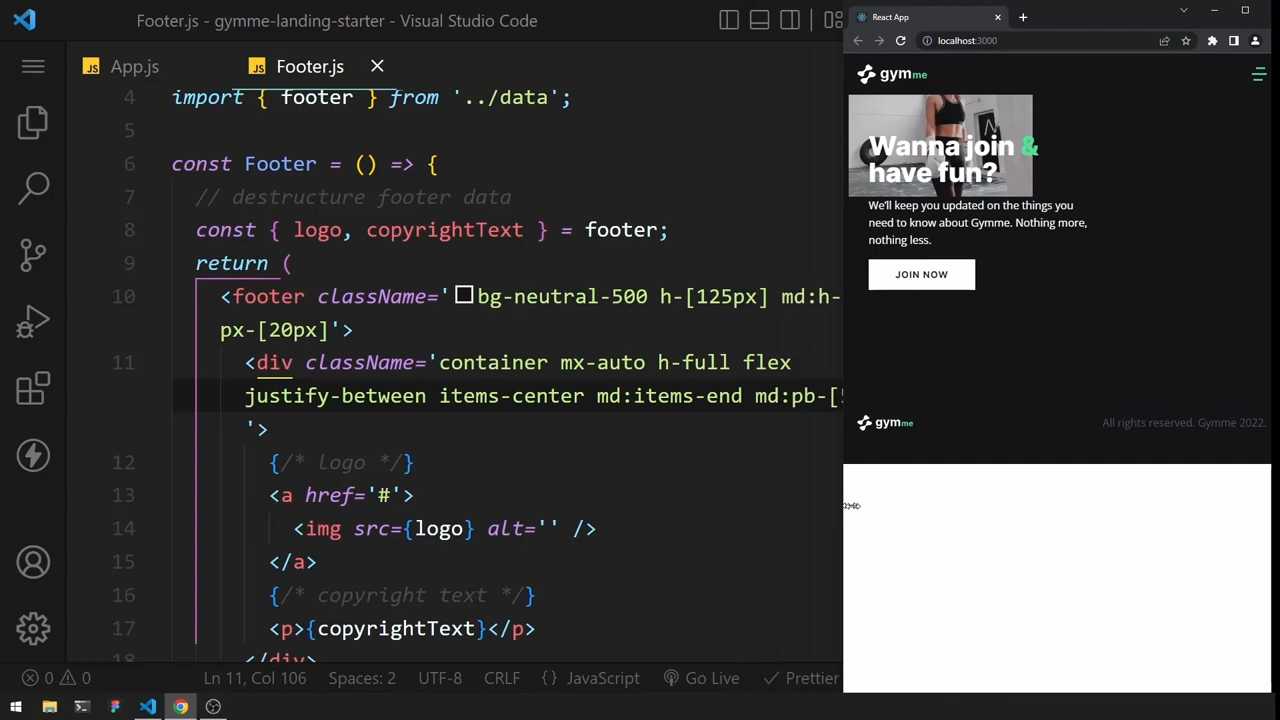 Footer.js - gymme-landing-starter - Visual Studio Code
JS App.js
JS Footer.js
4 import { footer } from '../data';
5
6 const Footer = () => {
7 // destructure footer data
8 const { logo, copyrightText } = footer;
9 return (
10 <footer className='bg-neutral-500 h-[125px] md:h-
px-[20px]'>
11 <div className='container mx-auto h-full flex
justify-between items-center md:items-end md:pb-[
'>
12 {/* logo */}
13 <a href='#'>
14 <img src={logo} alt='' />
15 </a>
16 {/* copyright text */}
17 <p>{copyrightText}</p>
18 </div>
0 0
Ln 11, Col 106
Spaces: 2
UTF-8
CRLF
{ } JavaScript
Go Live
Prettier
React App
localhost:3000
gymme
Wanna join &
have fun?
We'll keep you updated on the things you
need to know about Gymme. Nothing more,
nothing less.
JOIN NOW
gymme
All rights reserved. Gymme 2022.